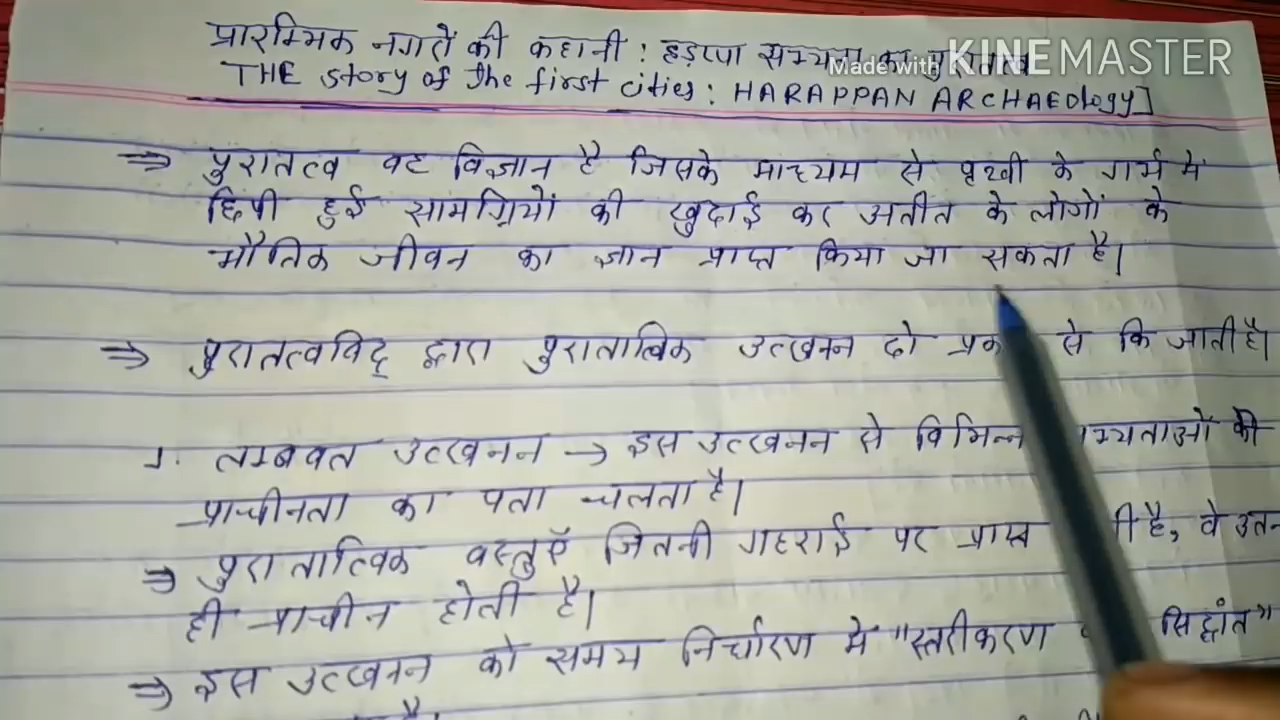 प्रारम्भिक नगरों की कहानी : हड़प्पा सभ्यता का पुरातत्व
Made with KINEMASTER
THE story of the first cities : HARAPPAN ARCHAEology]
⇒ पुरातत्व वह विज्ञान है जिसके माध्यम से पृथ्वी के गर्भ में
छिपी हुई सामग्रियों की खुदाई कर अतीत के लोगों के
भौतिक जीवन का ज्ञान प्राप्त किया जा सकता है।
⇒ पुरातत्वविद् द्वारा पुरातात्विक उत्खनन दो से कि जाती है।
1. लम्बवत उत्खनन → इस उत्खनन से विभिन्न की
प्राचीनता का पता चलता है।
⇒ पुरातात्विक वस्तुएँ जितनी गहराई पर प्राप्त है, वे
ही प्राचीन होती है।
⇒ इस उत्खनन को समय निर्धारण मे "स्तरीकरण सिद्धांत"